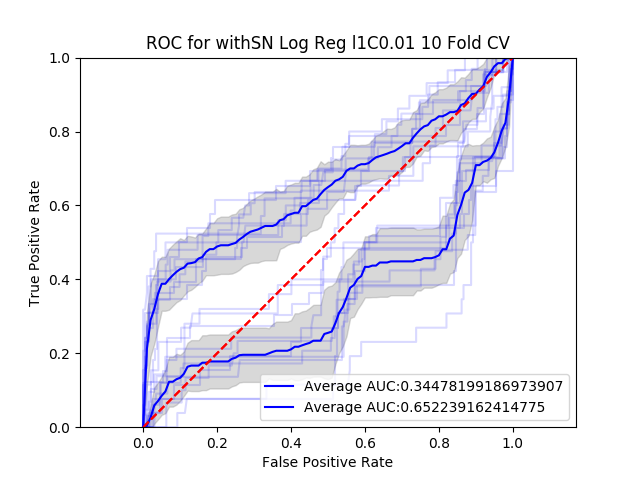 ROC for withSN Log Reg l1C0.01 10 Fold CV
True Positive Rate
1.0
0.8
0.6
0.4
0.2
0.0
0.0 0.2 0.4 0.6 0.8 1.0
False Positive Rate
Average AUC:0.34478199186973907
Average AUC:0.652239162414775